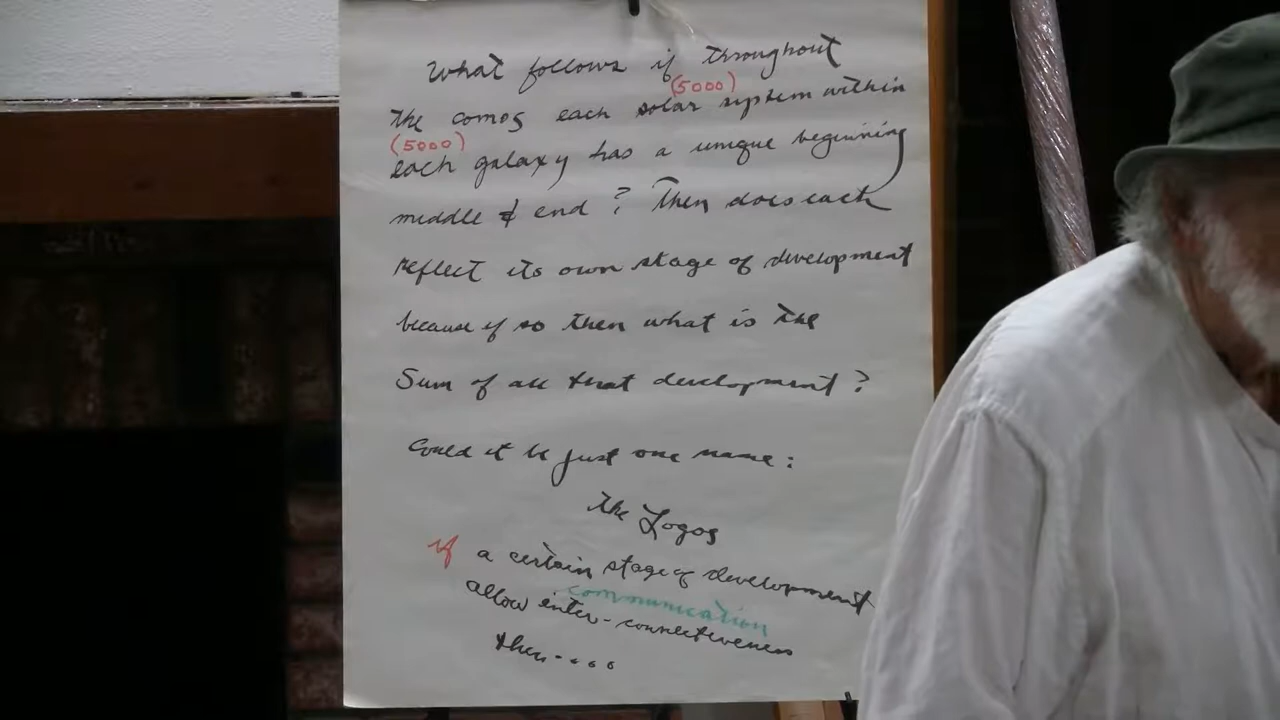 What follows if throughout
(5000)
the comos each solar system within
(5000)
each galaxy has a unique beginning
middle & end? Then does each
reflect its own stage of development
because if so then what is the
Sum of all that development?
Could it be just one name:
the Logos
if a certain stage of development
communication
allow inter-connectiveness
then....